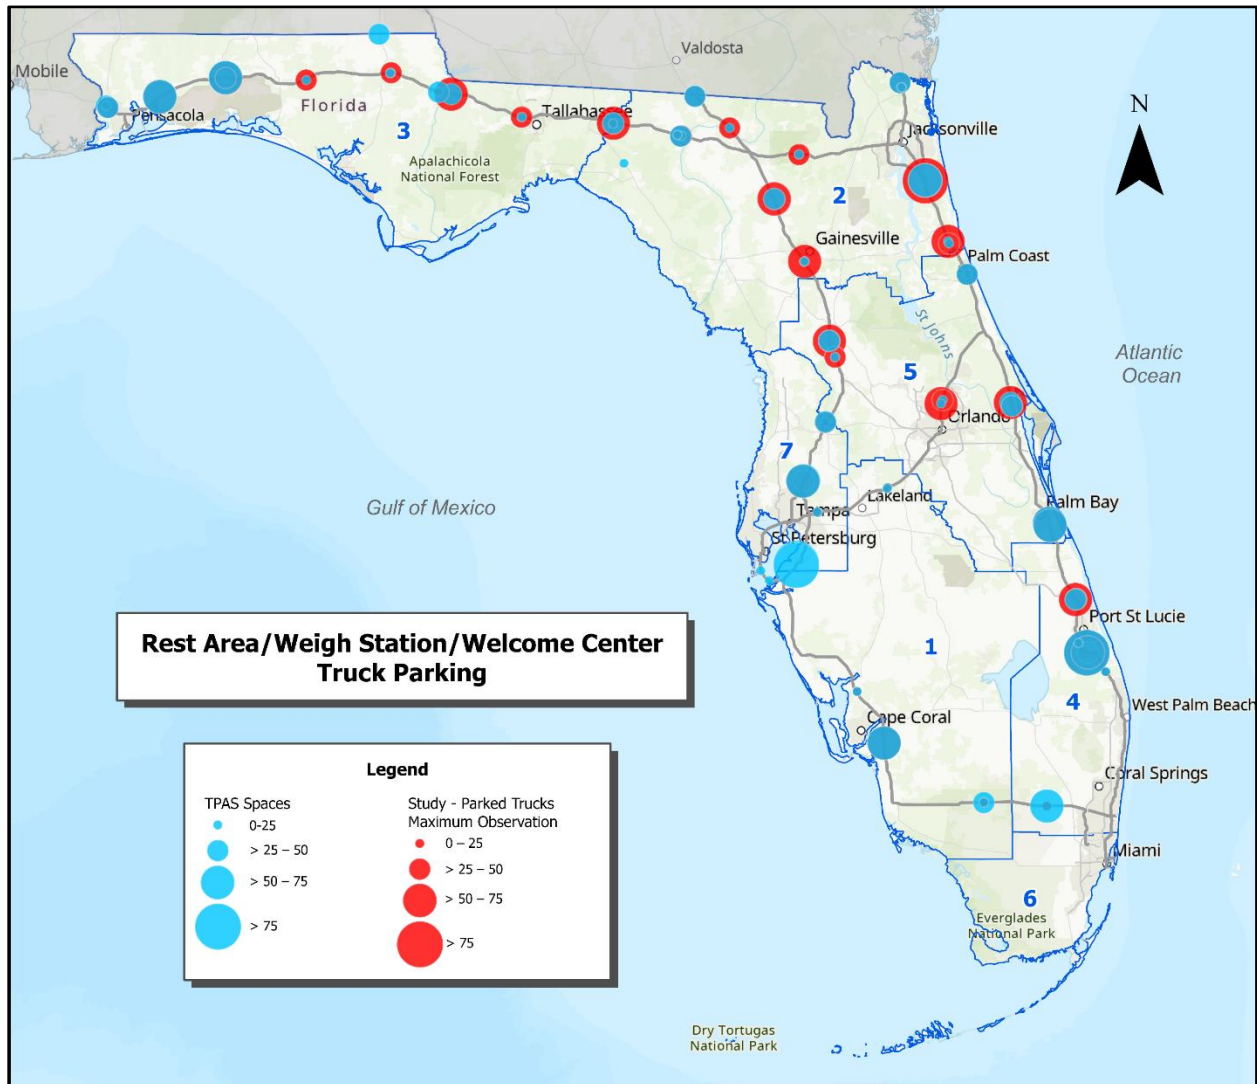 Valdosta
Mobile
Florida
Pensacola
Tallahassee
3
Apalachicola
National Forest
Jacksonville
2
Gainesville
Palm Coast
N
St Johns
Atlantic
Ocean
5
Orlando
7
Gulf of Mexico
Lakeland
Tampa
St Petersburg
Palm Bay
Port St Lucie
Rest Area/Weigh Station/Welcome Center
Truck Parking
1
4
West Palm Beach
Cape Coral
Coral Springs
Miami
6
Everglades
National Park
Dry Tortugas
National Park
Legend
TPAS Spaces
0-25
> 25 – 50
> 50 – 75
> 75
Study - Parked Trucks
Maximum Observation
0 – 25
> 25 – 50
> 50 – 75
> 75